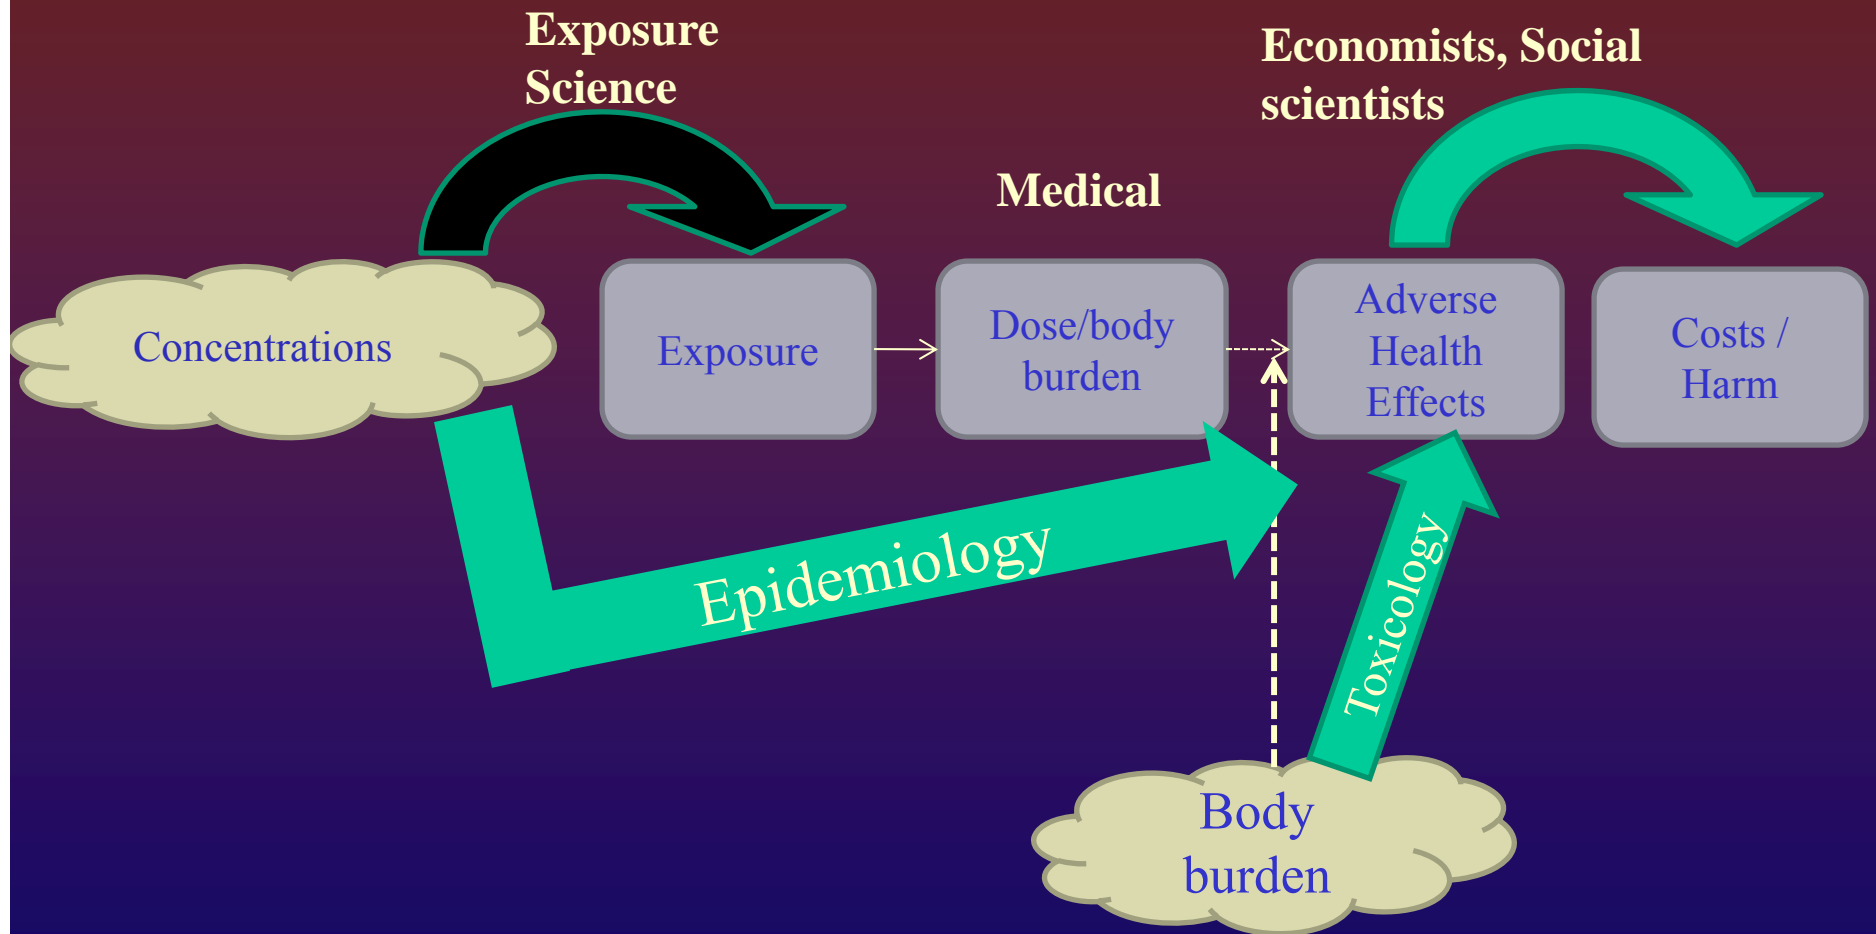 Exposure
Science
Economists, Social
scientists
Medical
Concentrations
Exposure
Dose/body
burden
Adverse
Health
Effects
Costs /
Harm
Epidemiology
Toxicology
Body
burden